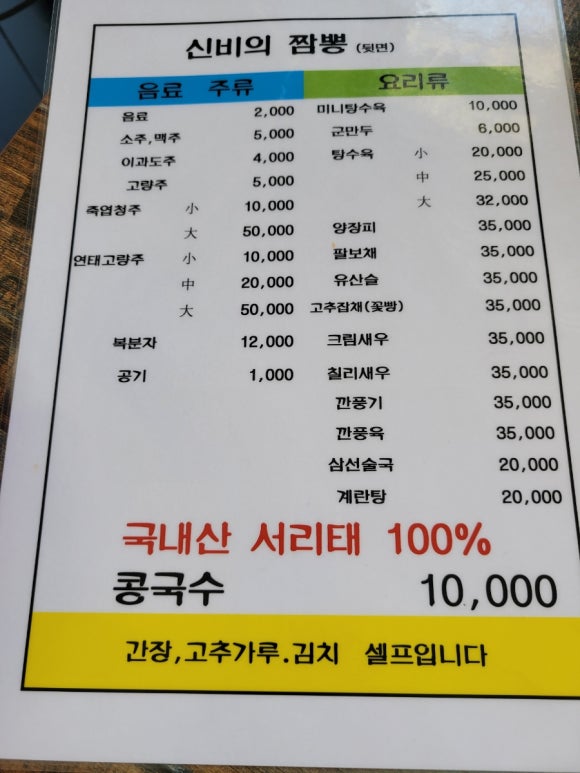 신비의 짬뽕 (뒷면)
음료 주류
음료 2,000
소주,맥주 5,000
이과도주 4,000
고량주 5,000
죽엽청주 小 10,000
大 50,000
연태고량주 小 10,000
中 20,000
大 50,000
복분자 12,000
공기 1,000
요리류
미니탕수육 10,000
군만두 6,000
탕수육 小 20,000
中 25,000
大 32,000
양장피 35,000
팔보채 35,000
유산슬 35,000
고추잡채(꽃빵) 35,000
크림새우 35,000
칠리새우 35,000
깐풍기 35,000
깐풍육 35,000
삼선술국 20,000
계란탕 20,000
국내산 서리태 100%
콩국수 10,000
간장,고추가루.김치 셀프입니다